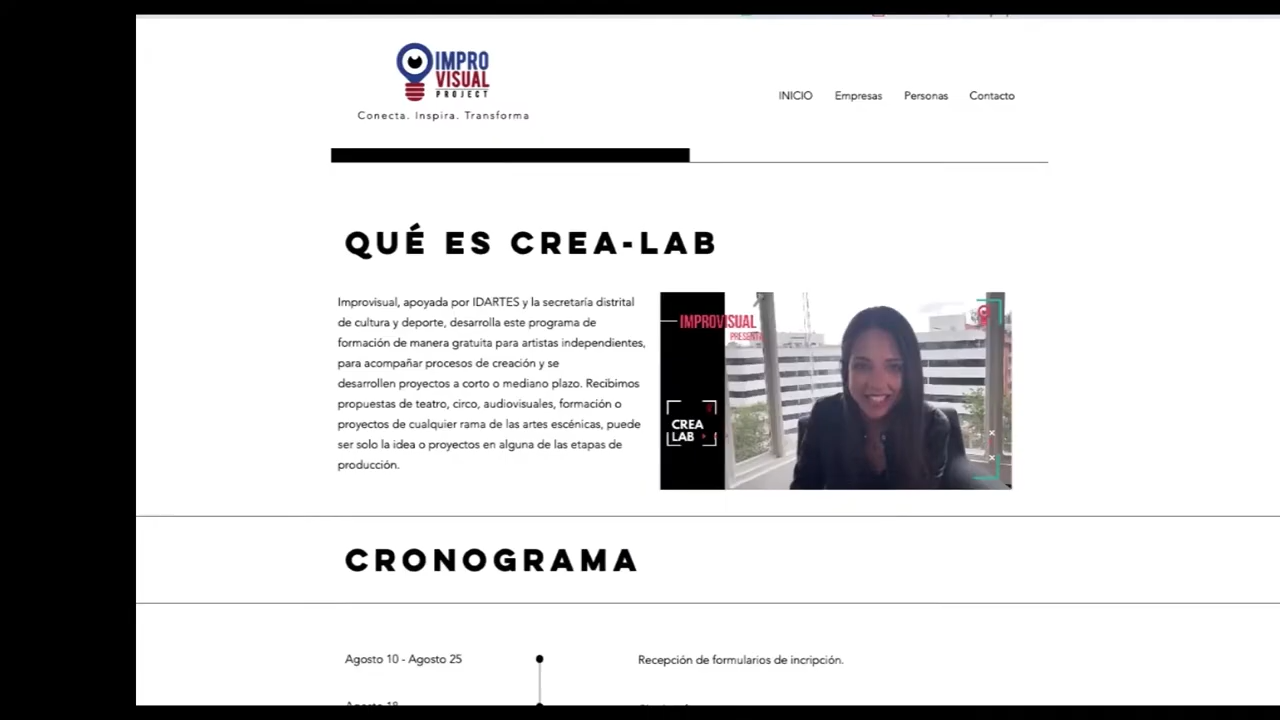 IMPRO
VISUAL
PROJECT
Conecta. Inspira. Transforma
INICIO Empresas Personas Contacto
QUÉ ES CREA-LAB
Improvisual, apoyada por IDARTES y la secretaría distrital
de cultura y deporte, desarrolla este programa de
formación de manera gratuita para artistas independientes,
para acompañar procesos de creación y se
desarrollen proyectos a corto o mediano plazo. Recibimos
propuestas de teatro, circo, audiovisuales, formación o
proyectos de cualquier rama de las artes escénicas, puede
ser solo la idea o proyectos en alguna de las etapas de
producción.
IMPROVISUAL
CREA
LAB
CRONOGRAMA
Agosto 10 - Agosto 25
Recepción de formularios de incripción.